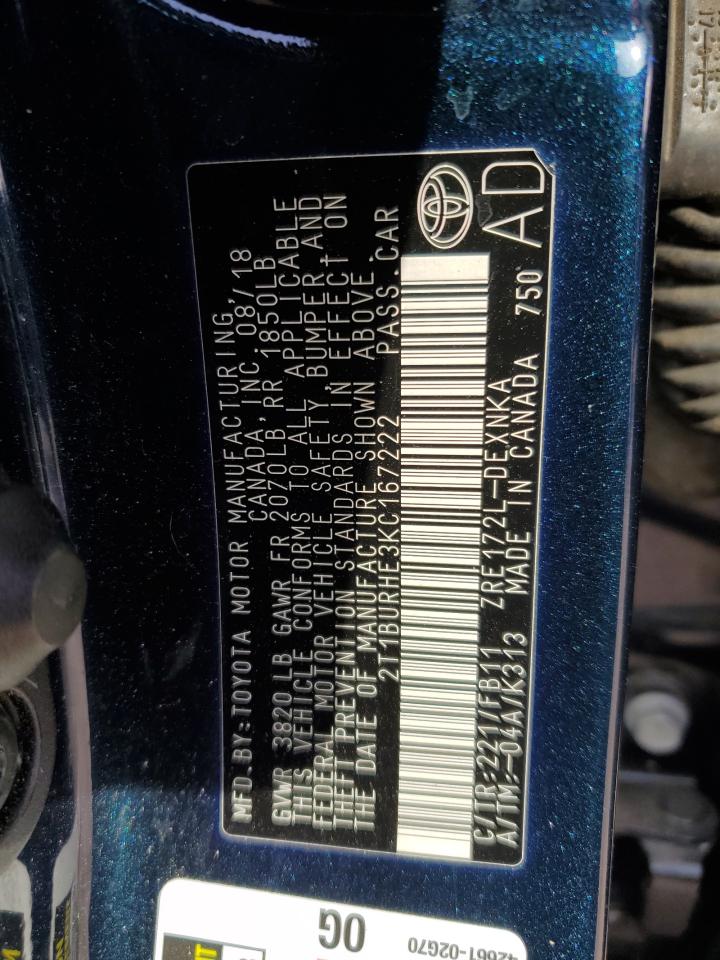 MFD BY:TOYOTA MOTOR MANUFACTURING,
CANADA, INC. 08/18
GVWR 3820 LB GAWR FR 2070LB, RR 1850LB
THIS VEHICLE CONFORMS TO ALL APPLICABLE
FEDERAL MOTOR VEHICLE SAFETY, BUMPER, AND
THEFT PREVENTION STANDARDS IN EFFECT ON
THE DATE OF MANUFACTURE SHOWN ABOVE.
2T1BURHE3KC167222 PASS.CAR
C/TR:221/FB11 ZRE172L-DEXNKA
A/TM:-04A/K313 MADE IN CANADA 750
AD
0G
42661-02G70